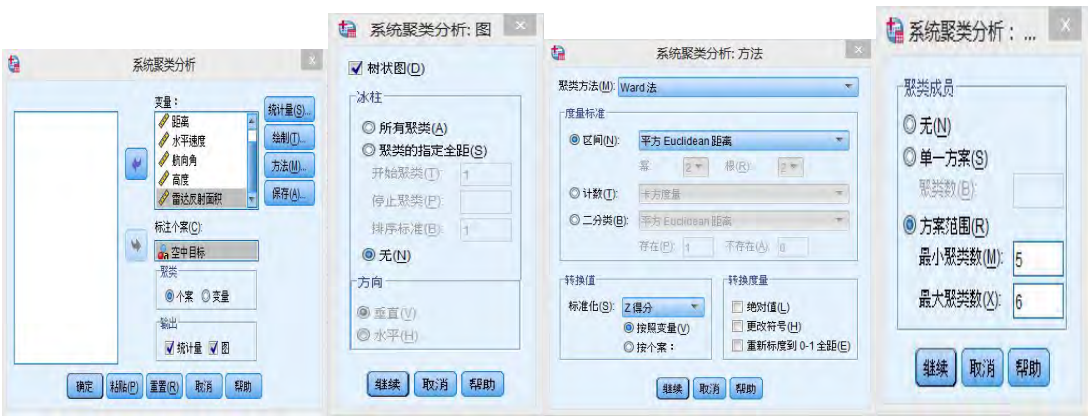 系统聚类分析
变量：
距离
水平速度
航向角
高度
雷达反射面积
统计量(S)...
绘制(T)...
方法(M)...
保存(A)...
标注个案(C):
空中目标
聚类
个案 变量
输出
统计量 图
确定 粘贴(P) 重置(R) 取消 帮助
系统聚类分析: 图
树状图(D)
冰柱
所有聚类(A)
聚类的指定全距(S)
开始聚类(T): 1
停止聚类(P):
排序标准(B): 1
无(N)
方向
垂直(V)
水平(H)
继续 取消 帮助
系统聚类分析: 方法
聚类方法(M): Ward 法
度量标准
区间(N): 平方 Euclidean 距离
幂: 2 根(R): 2
计数(T): 卡方度量
二分类(B): 平方 Euclidean 距离
存在(P): 1 不存在(A) 0
转换值
标准化(S): Z 得分
按照变量(V)
按个案：
转换度量
绝对值(L)
更改符号(H)
重新标度到 0-1 全距(E)
继续 取消 帮助
系统聚类分析：...
聚类成员
无(N)
单一方案(S)
聚类数(B):
方案范围(R)
最小聚类数(M): 5
最大聚类数(X): 6
继续 取消 帮助